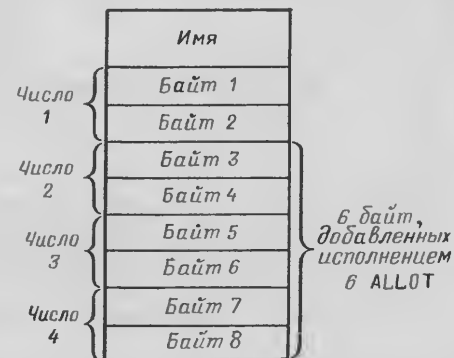 Имя
Число
1
Байт 1
Байт 2
Число
2
Байт 3
Байт 4
Число
3
Байт 5
Байт 6
Число
4
Байт 7
Байт 8
6 байт,
добавленных
исполнением
6 ALLOT